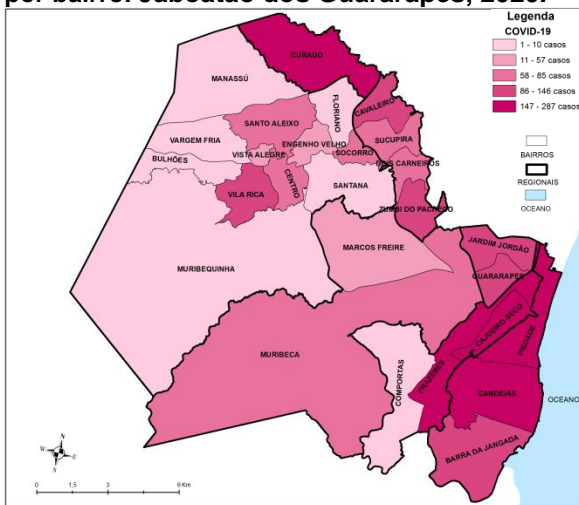 por bairro. Jaboatão dos Guararapes, 2020.
Legenda
COVID-19
1 - 10 casos
11 - 57 casos
58 - 85 casos
86 - 146 casos
147 - 287 casos
BAIRROS
REGIONAIS
OCEANO
CURADO
MANASSÚ
FLORIANO
CAVALEIRO
SANTO ALEIXO
SUCUPIRA
VARGEM FRIA
ENGENHO VELHO
BULHÕES
VISTA ALEGRE
SOCORRO
DOIS CARNEIROS
CENTRO
VILA RICA
SANTANA
ZUMBI DO PACHECO
MARCOS FREIRE
JARDIM JORDÃO
MURIBEQUINHA
GUARARAPES
CAJUEIRO SECO
PIEDADE
MURIBECA
COMPORTAS
PRAZERES
CANDEIAS
OCEANO
BARRA DA JANGADA
N
W
E
S
0 1,5 3 6 Km